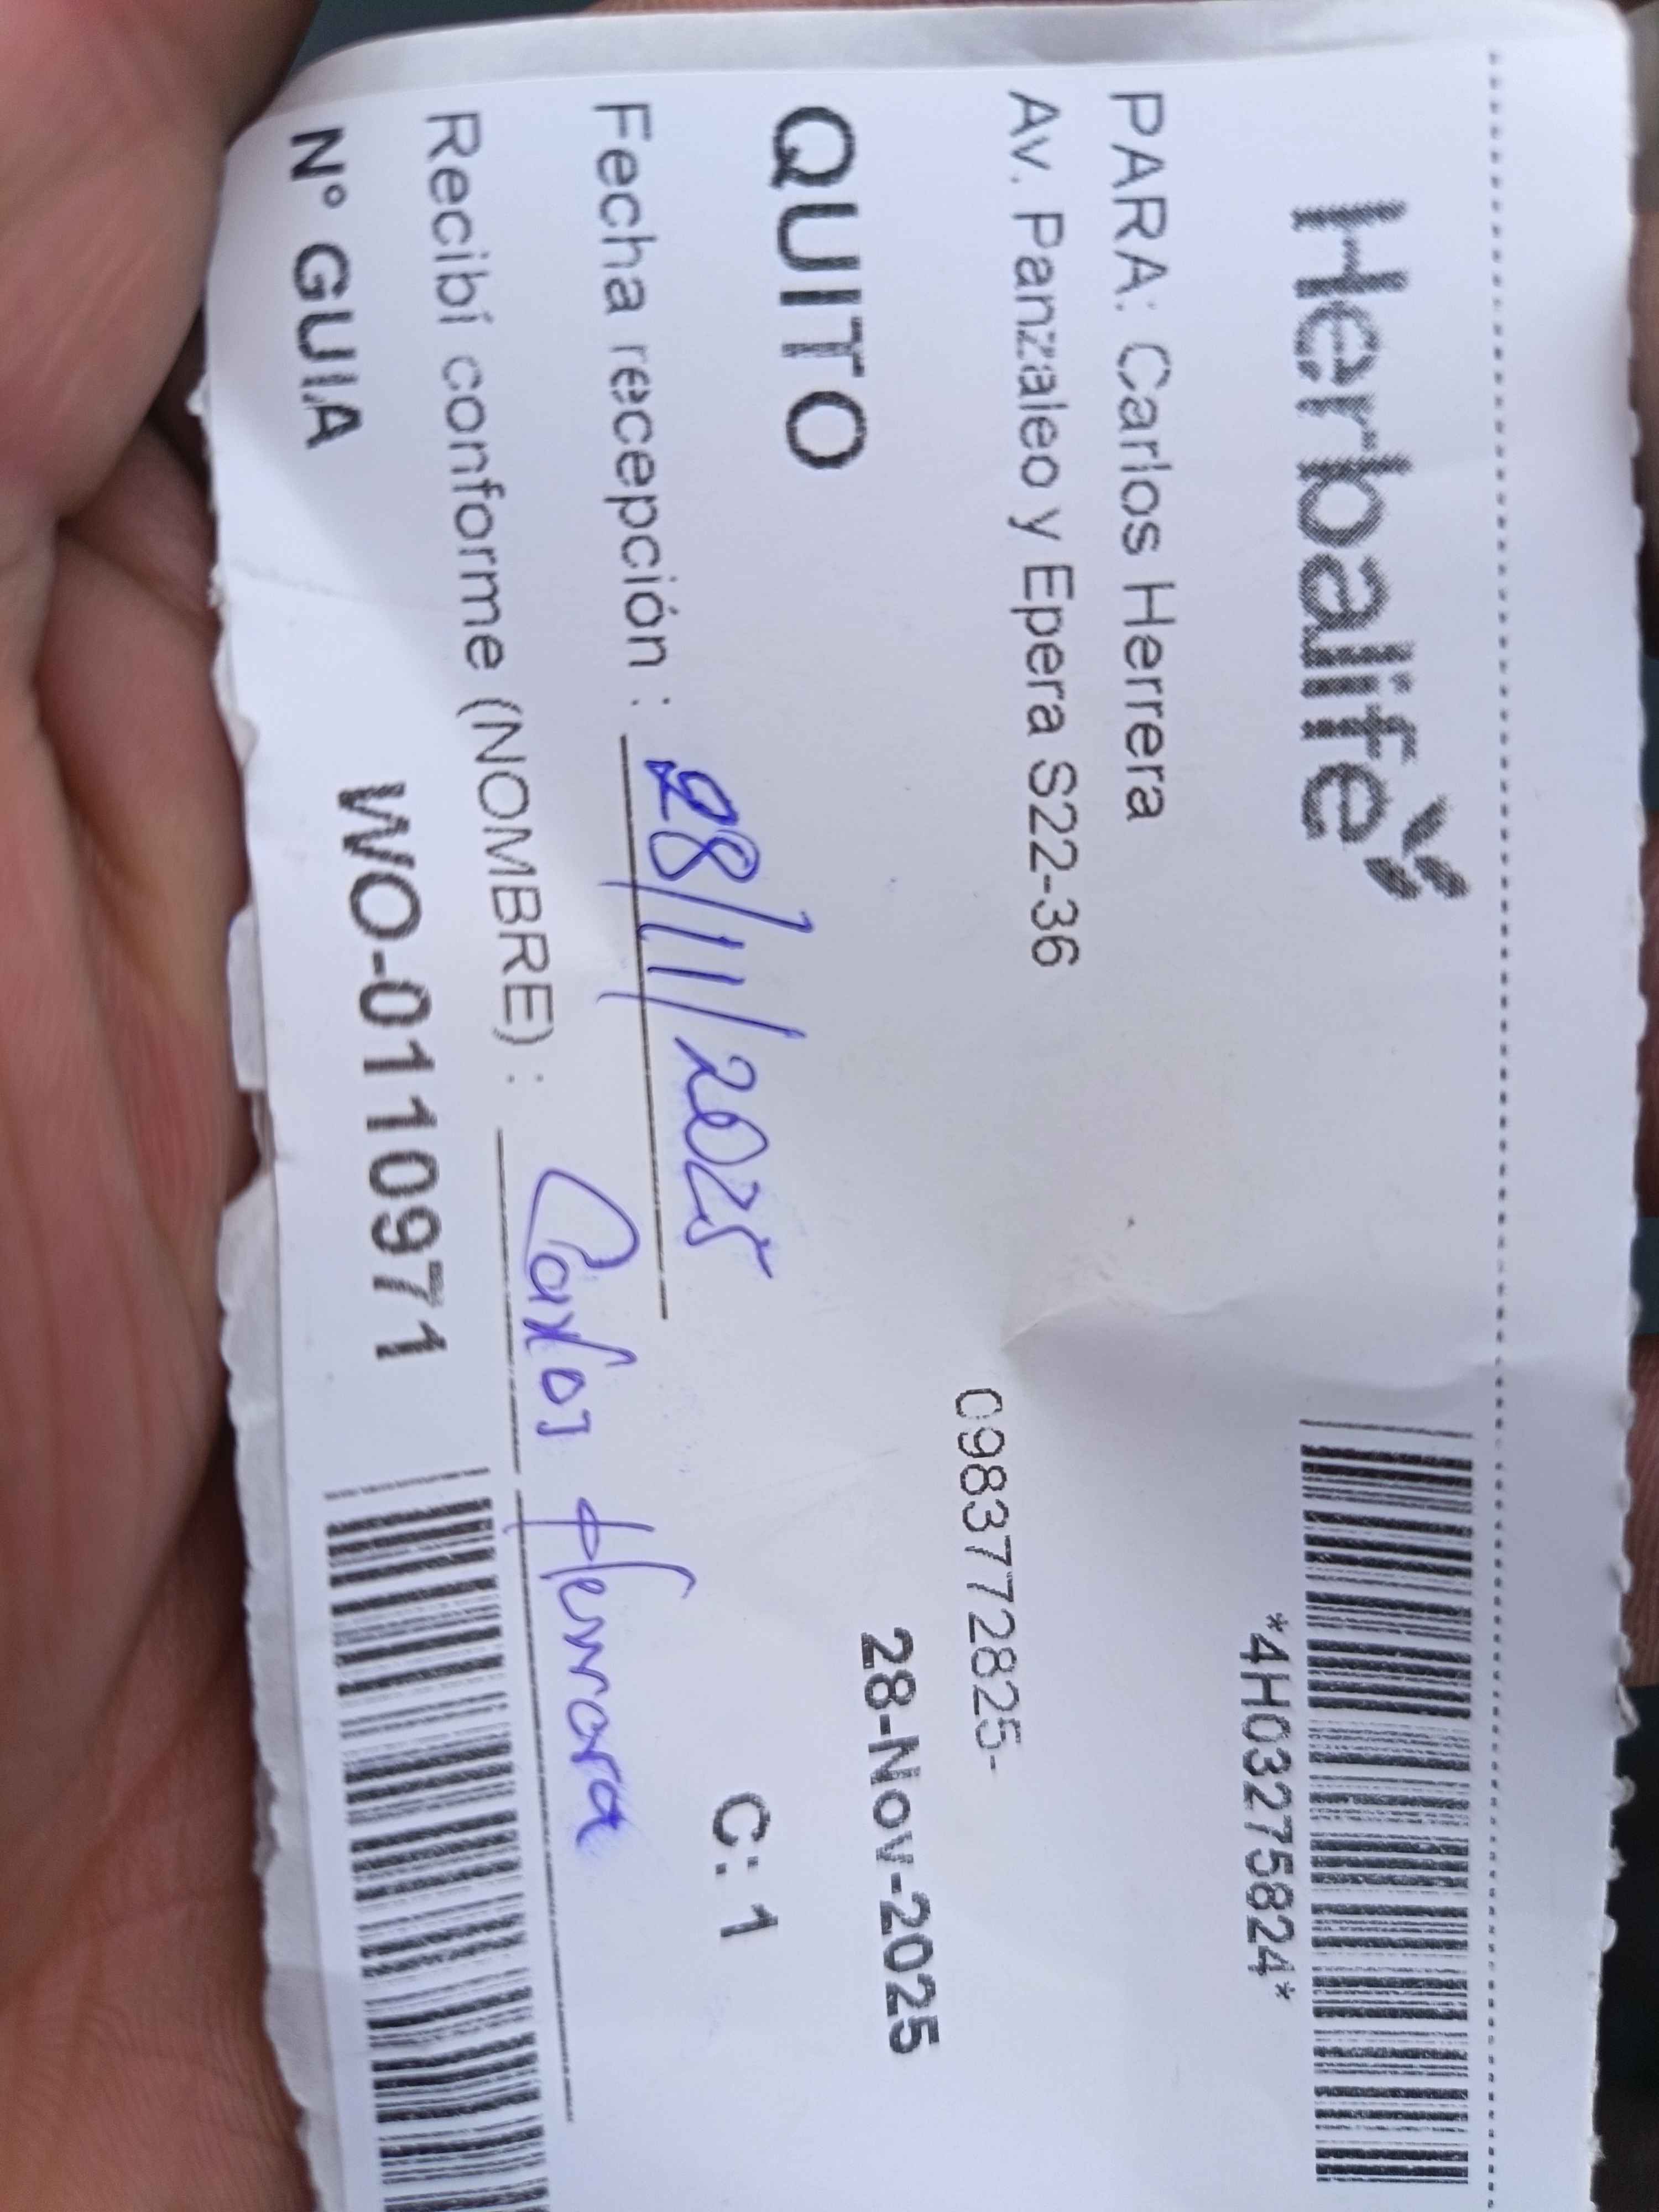 Herbalife
*4H03275824*
PARA: Carlos Herrera
Av. Panzaleo y Epera S22-36
0983772825-
QUITO
28-Nov-2025
Fecha recepción : 28/11/2025
C: 1
Recibí conforme (NOMBRE) : Carlos Herrera
N° GUIA WO-0110971